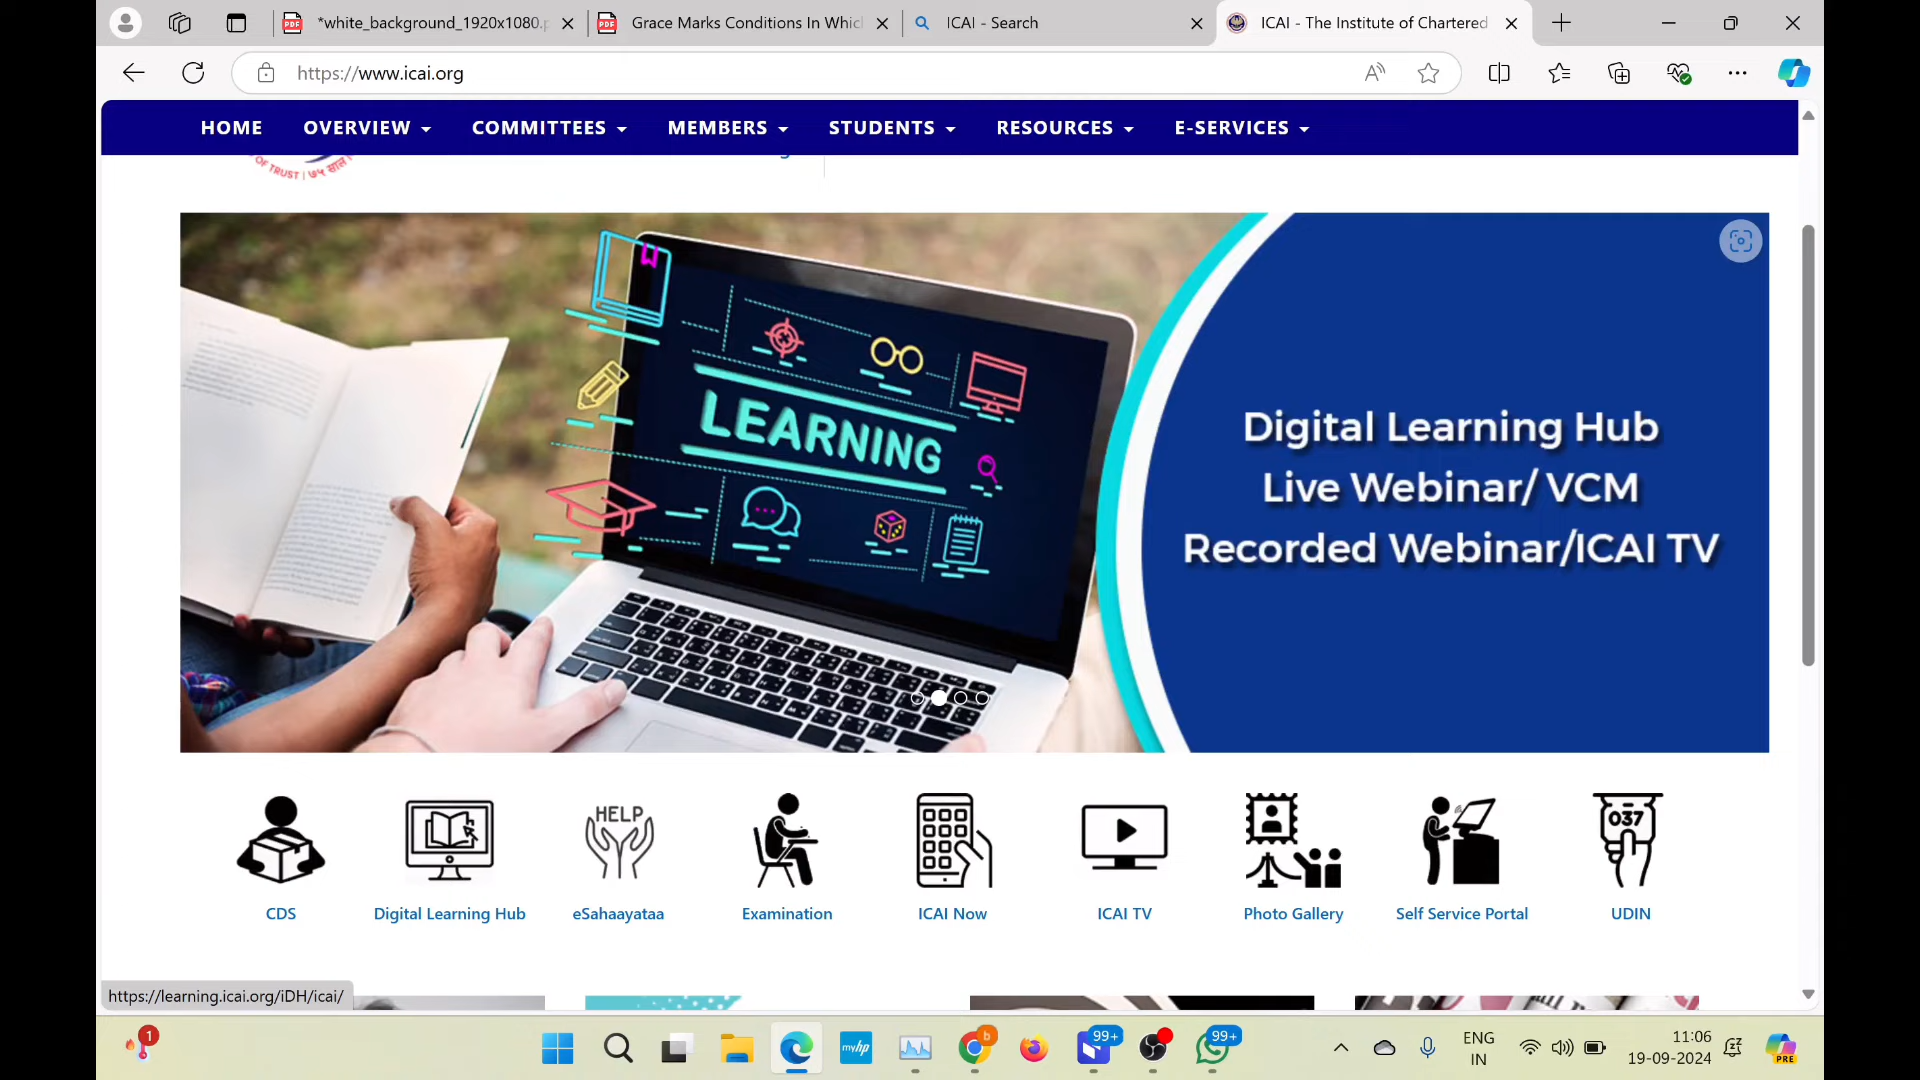 *white_background_1920x1080.p
Grace Marks Conditions In Whic
ICAI - Search
ICAI - The Institute of Chartered
https://www.icai.org
HOME
OVERVIEW
COMMITTEES
MEMBERS
STUDENTS
RESOURCES
E-SERVICES
OF TRUST
LEARNING
Digital Learning Hub
Live Webinar/ VCM
Recorded Webinar/ICAI TV
HELP
037
CDS
Digital Learning Hub
eSahaayataa
Examination
ICAI Now
ICAI TV
Photo Gallery
Self Service Portal
UDIN
https://learning.icai.org/iDH/icai/
1
myhp
b
99+
99+
ENG
IN
11:06
19-09-2024
PRE